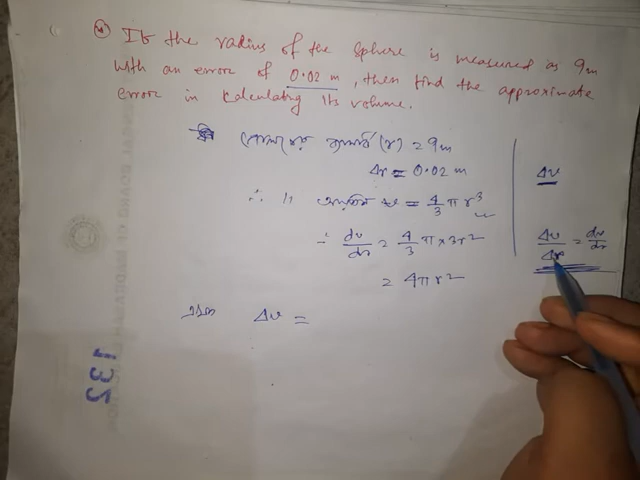 If the radius of the sphere is measured as 9m
with an error of 0.02 m, then find the approximate
error in calculating its volume.
গোলকের ব্যাসার্ধ (r) = 9m
Δr = 0.02 m
∴ " আয়তন v = 4/3 π r³
∴ dv/dr = 4/3 π × 3r²
= 4πr²
এখন Δv =
Δv
Δv/Δr = dv/dr
132